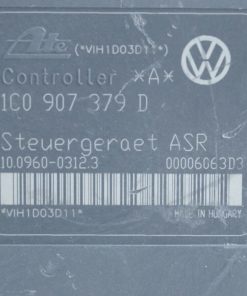 Ate (*VIH1D03D11*)
Controller *A*
1C0 907 379 D
Steuergeraet ASR
10.0960-0312.3 00006063D3
*VIH1D03D11* MADE IN HUNGARY